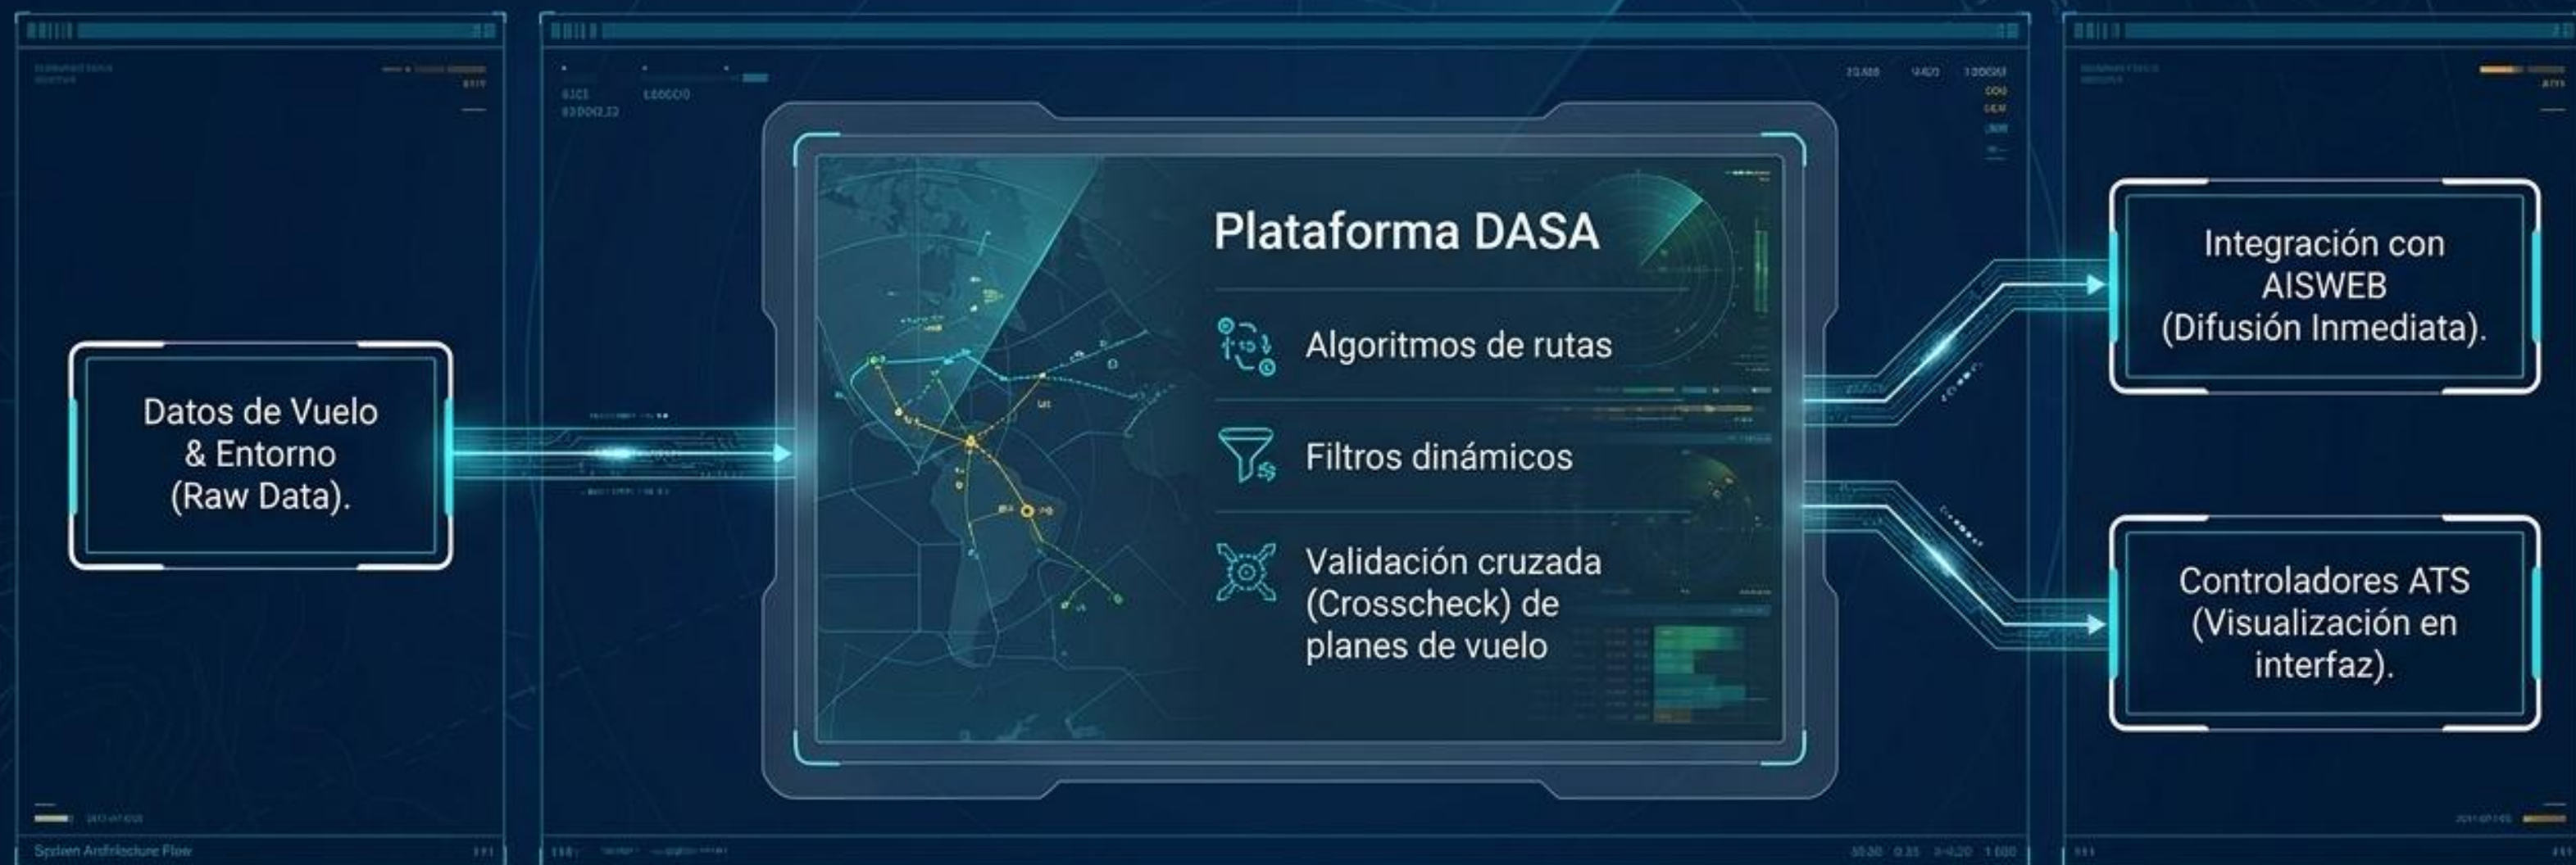 Datos de Vuelo
& Entorno
(Raw Data).
Plataforma DASA
Algoritmos de rutas
Filtros dinámicos
Validación cruzada
(Crosscheck) de
planes de vuelo
Integración con
AISWEB
(Difusión Inmediata).
Controladores ATS
(Visualización en
interfaz).